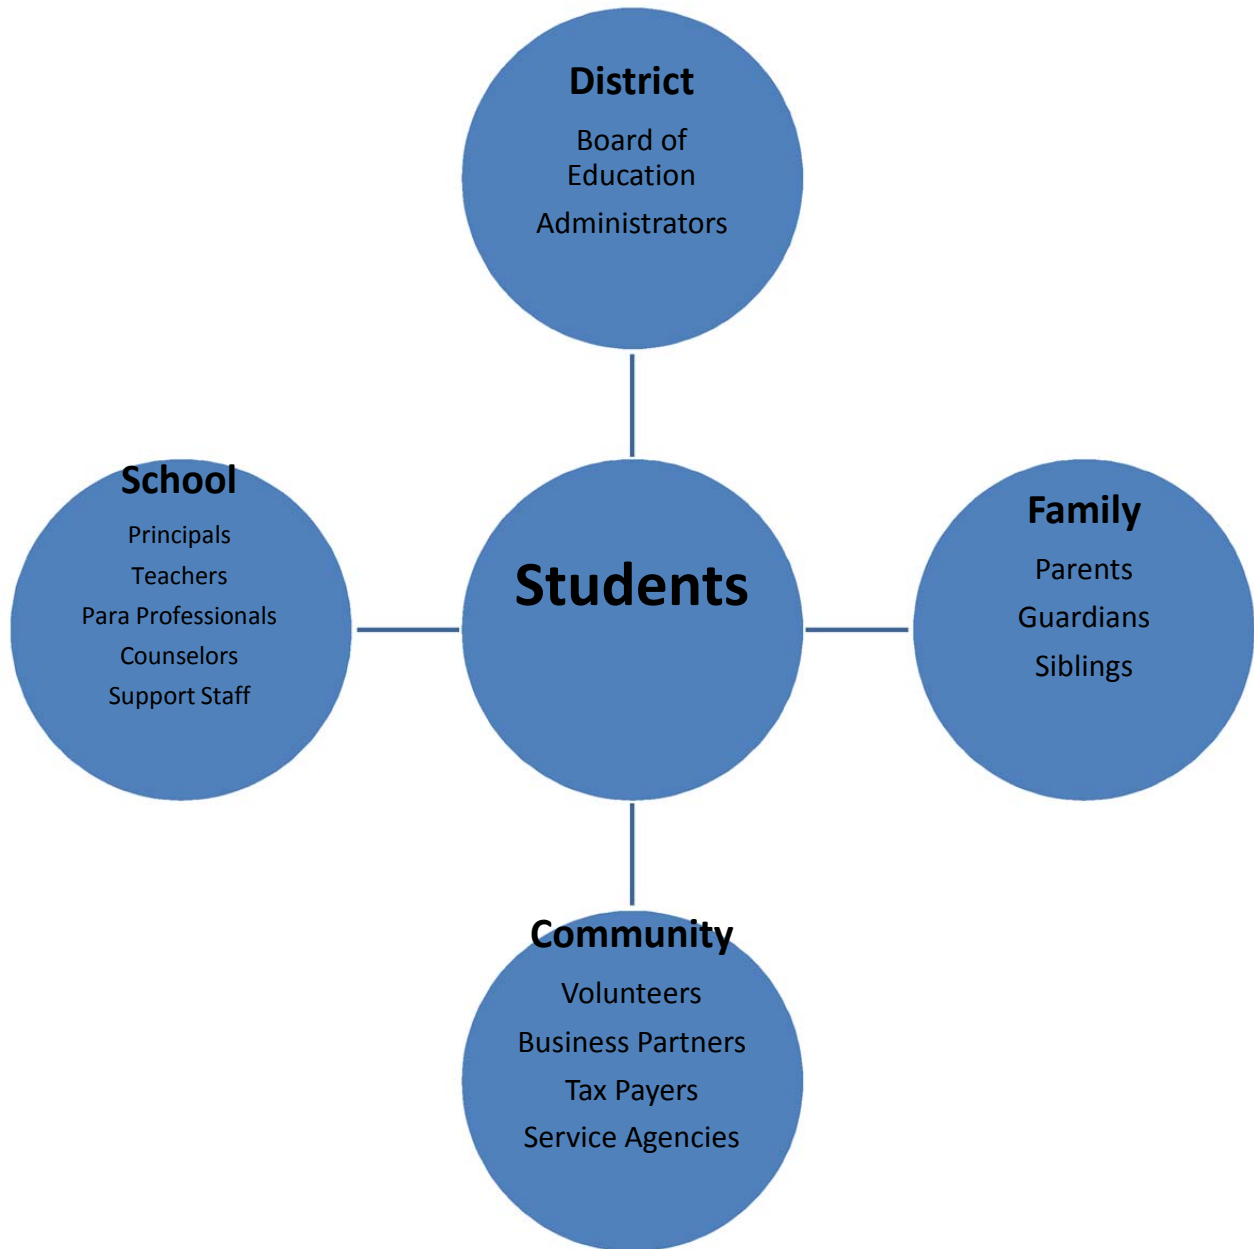 District
Board of
Education
Administrators
School
Principals
Teachers
Para Professionals
Counselors
Support Staff
Students
Family
Parents
Guardians
Siblings
Community
Volunteers
Business Partners
Tax Payers
Service Agencies